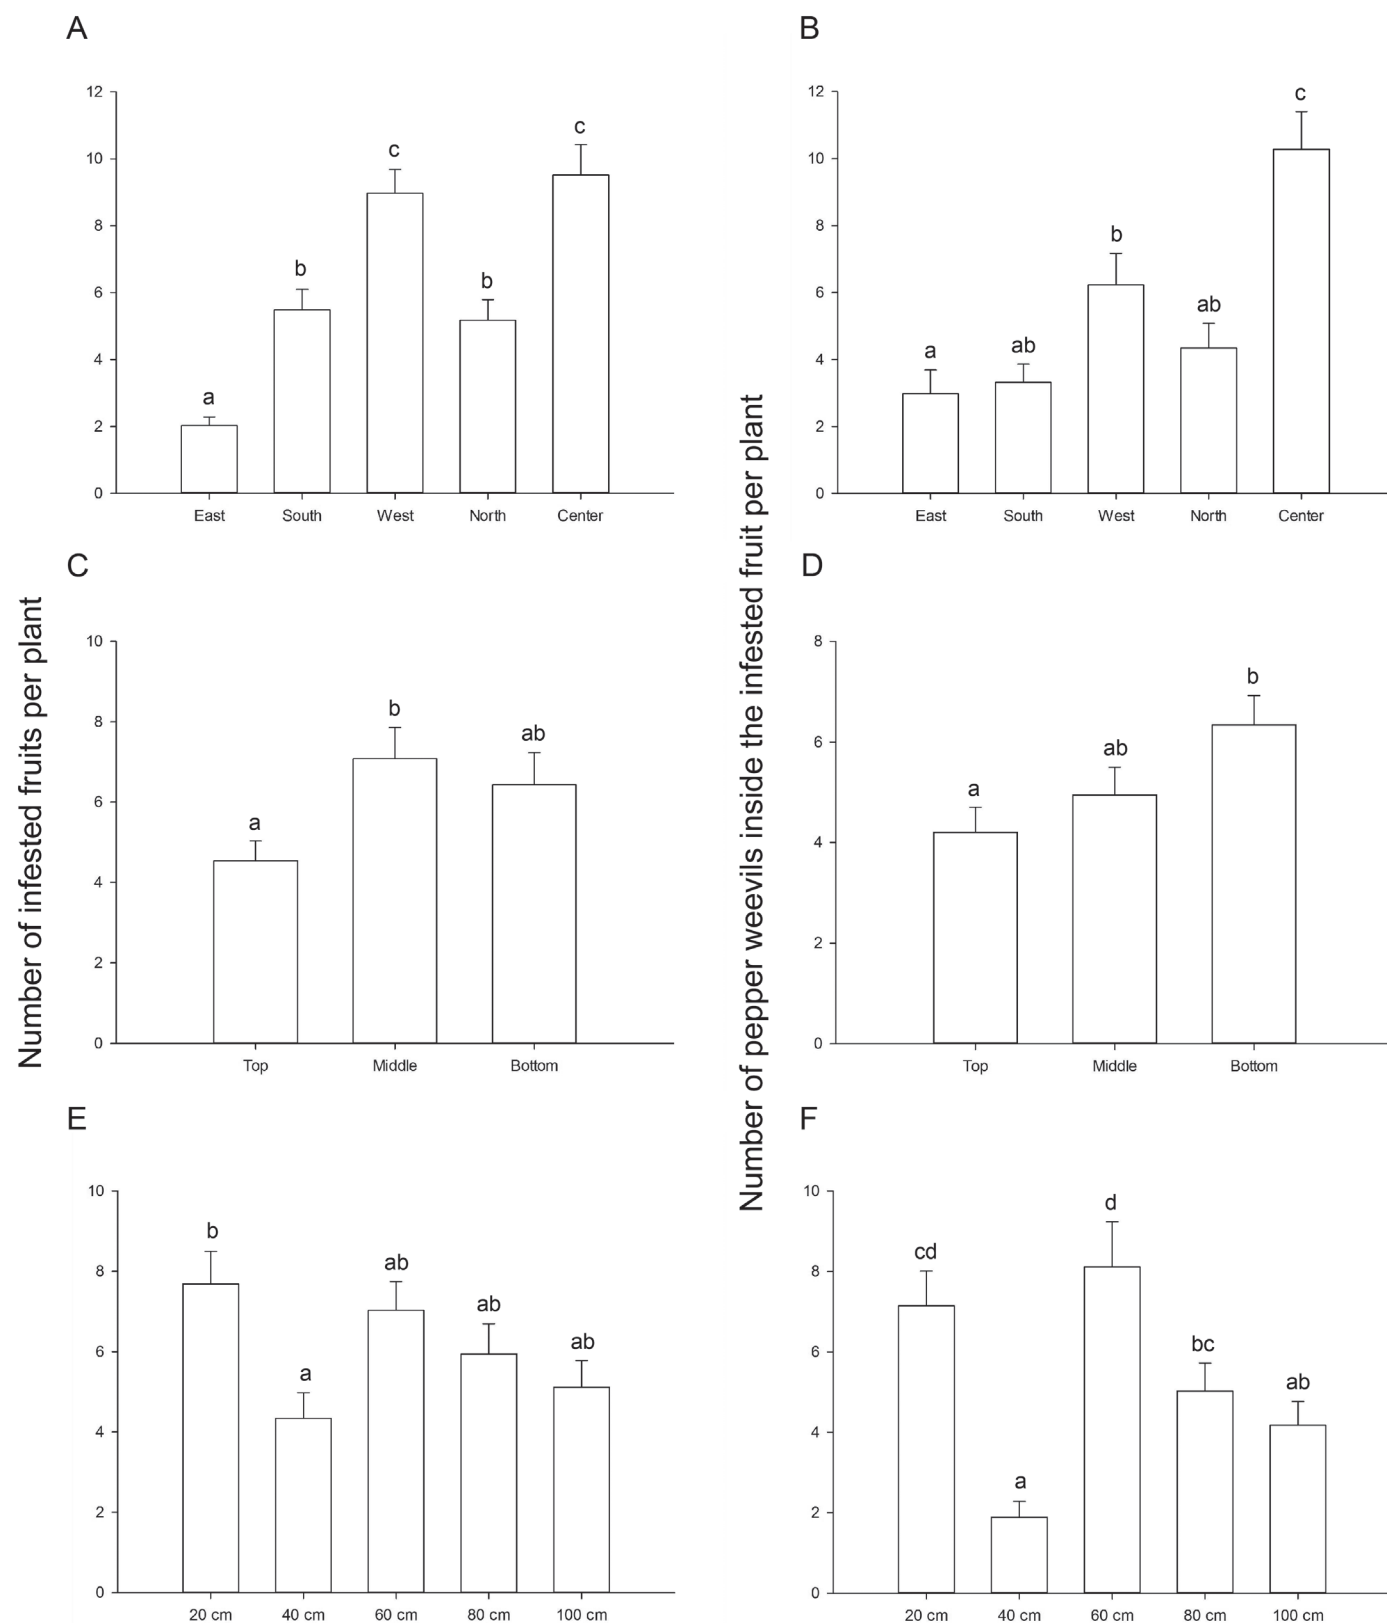 A
12
10
8
6
4
2
0
a
b
c
b
c
East South West North Center
B
12
10
8
6
4
2
0
a
ab
b
ab
c
East South West North Center
Number of infested fruits per plant
Number of pepper weevils inside the infested fruit per plant
C
10
8
6
4
2
0
a
b
ab
Top Middle Bottom
D
8
6
4
2
0
a
ab
b
Top Middle Bottom
E
10
8
6
4
2
0
b
a
ab
ab
ab
20 cm 40 cm 60 cm 80 cm 100 cm
F
10
8
6
4
2
0
cd
a
d
bc
ab
20 cm 40 cm 60 cm 80 cm 100 cm